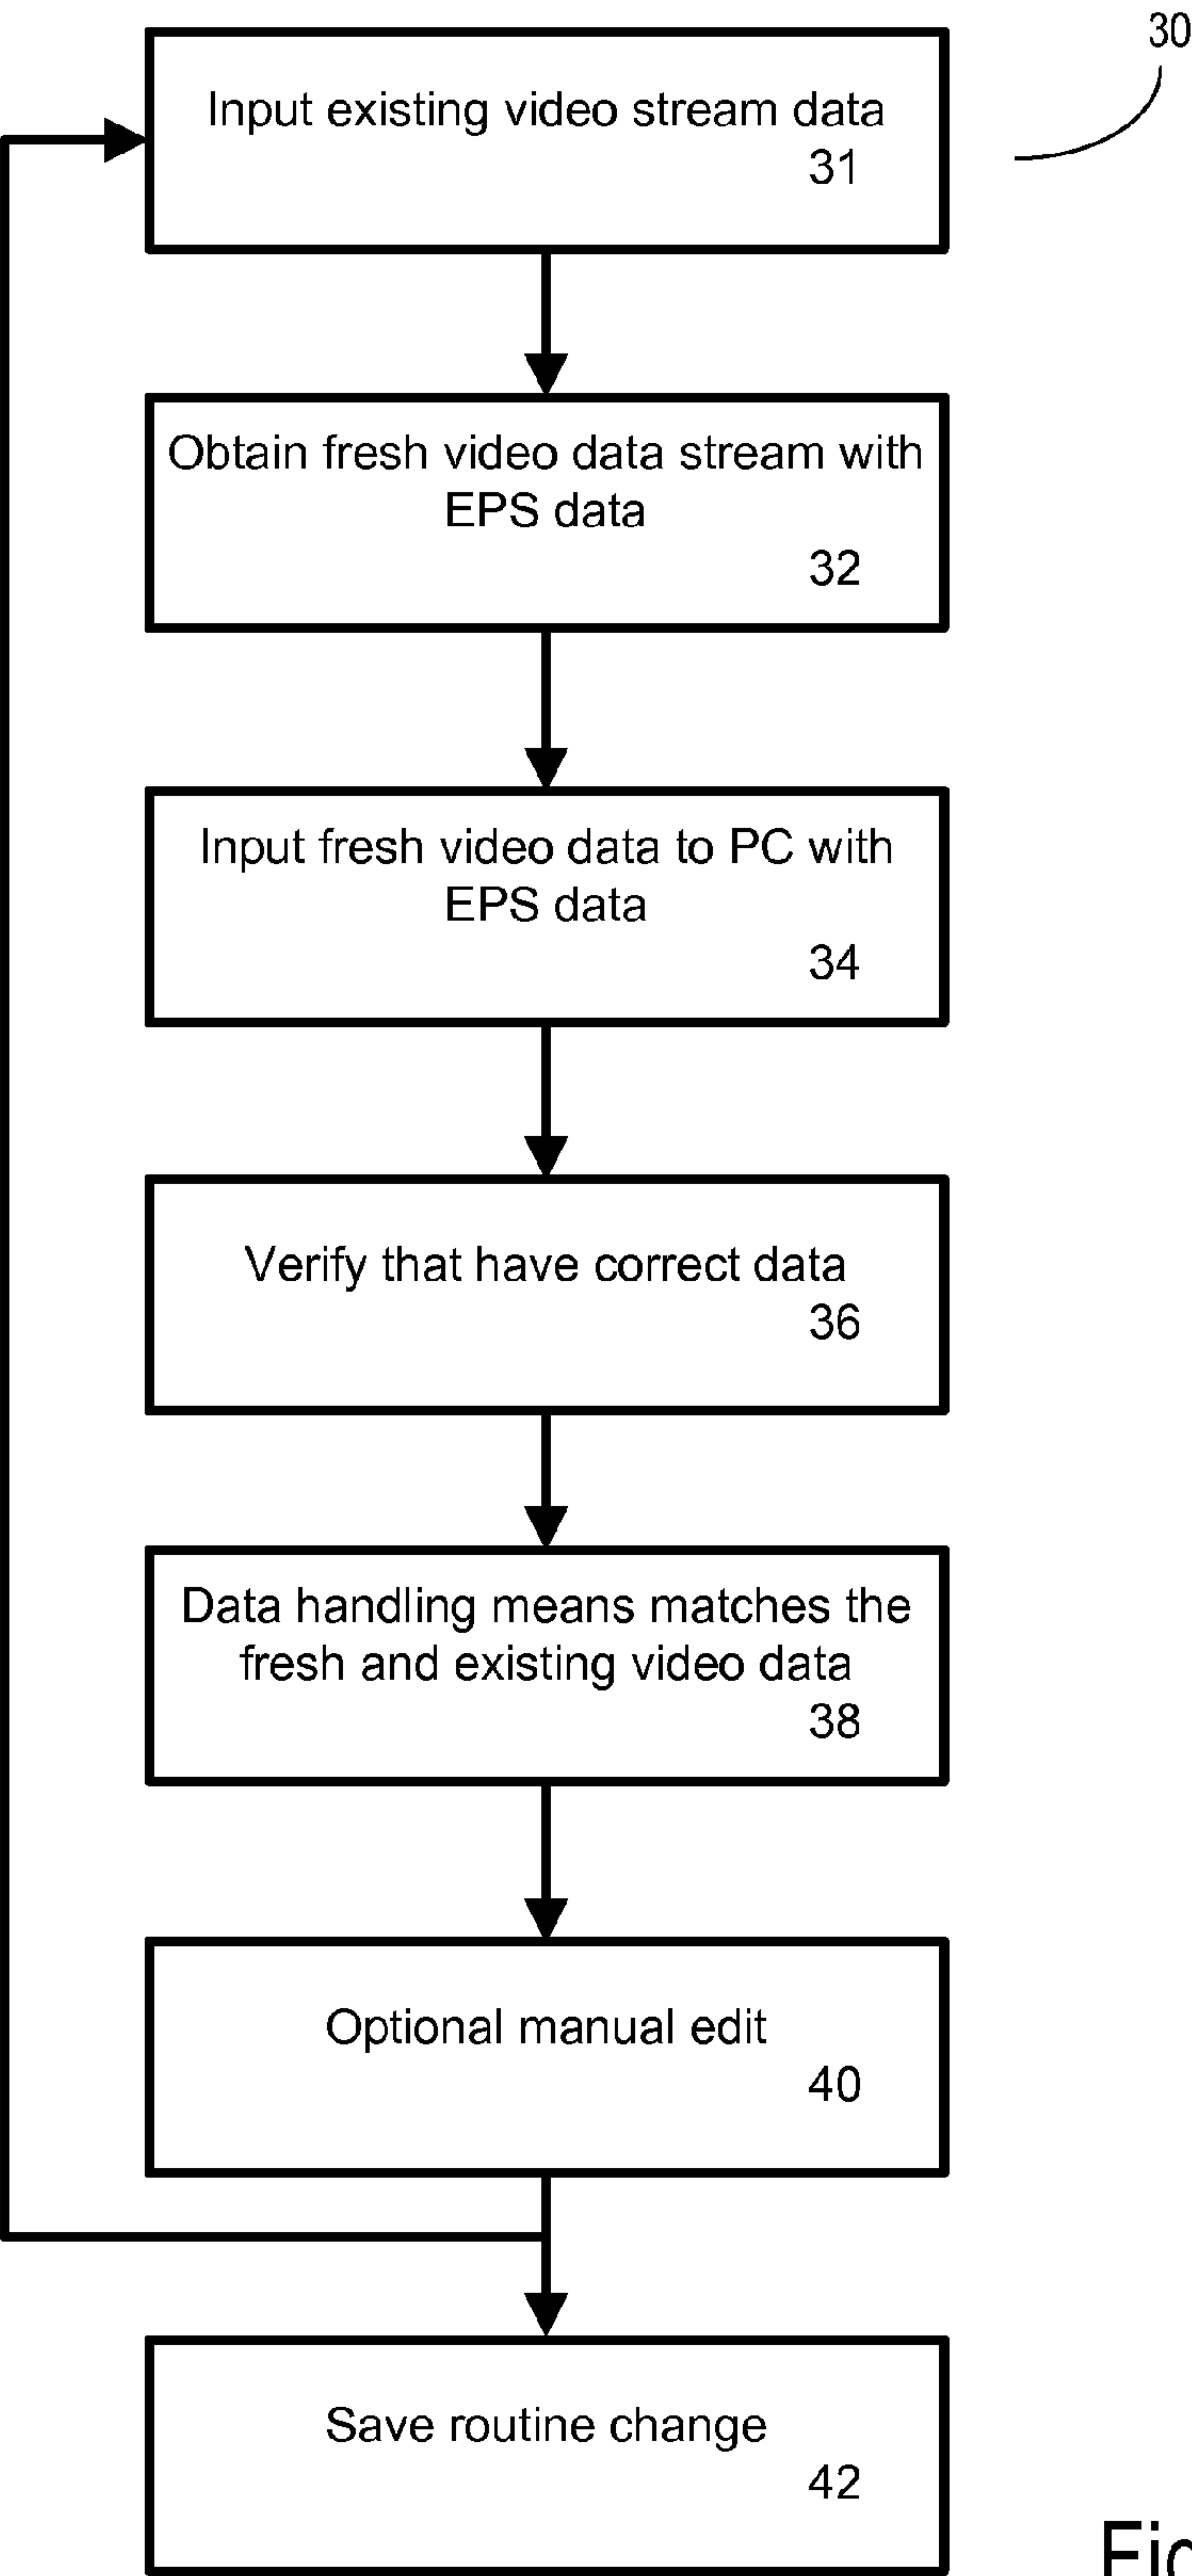 30
Input existing video stream data
31
Obtain fresh video data stream with
EPS data
32
Input fresh video data to PC with
EPS data
34
Verify that have correct data
36
Data handling means matches the
fresh and existing video data
38
Optional manual edit
40
Save routine change
42